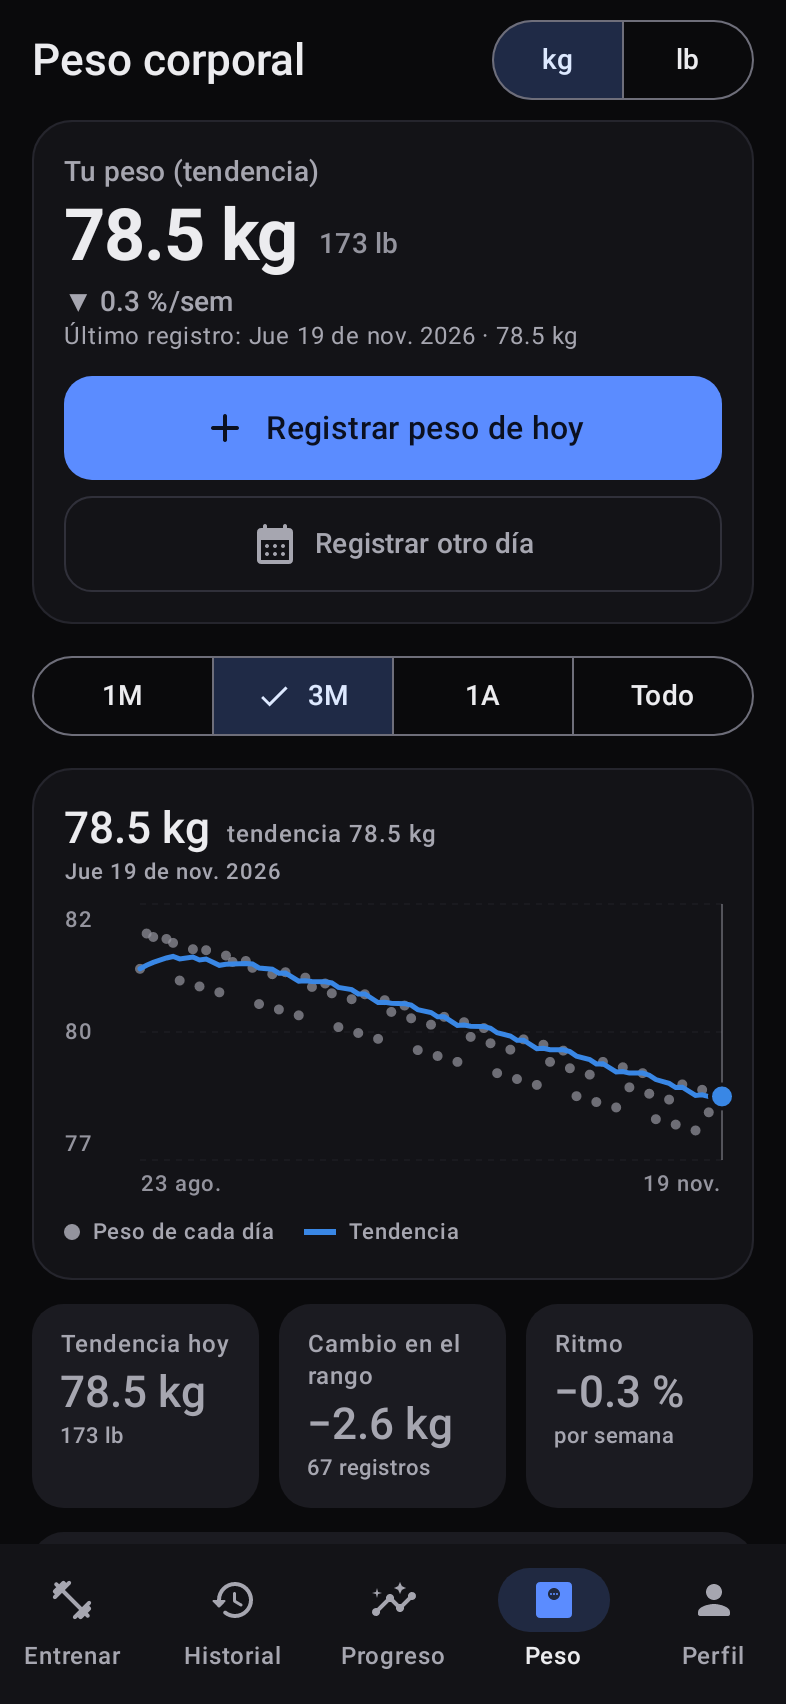 Peso corporal
kg
lb
Tu peso (tendencia)
78.5 kg 173 lb
▼ 0.3 %/sem
Último registro: Jue 19 de nov. 2026 · 78.5 kg
Registrar peso de hoy
Registrar otro día
1M
3M
1A
Todo
78.5 kg tendencia 78.5 kg
Jue 19 de nov. 2026
82
80
77
23 ago.
19 nov.
Peso de cada día
Tendencia
Tendencia hoy
78.5 kg
173 lb
Cambio en el
rango
−2.6 kg
67 registros
Ritmo
−0.3 %
por semana
Entrenar
Historial
Progreso
Peso
Perfil